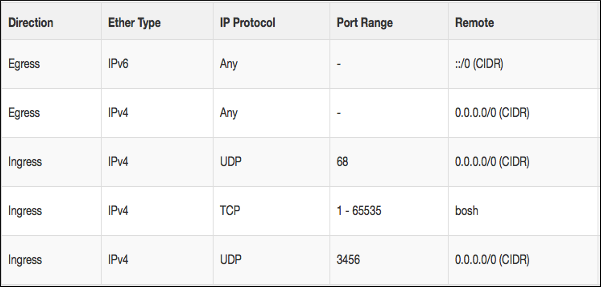 Direction Ether Type IP Protocol Port Range Remote
Egress IPv6 Any - ::/0 (CIDR)
Egress IPv4 Any - 0.0.0.0/0 (CIDR)
Ingress IPv4 UDP 68 0.0.0.0/0 (CIDR)
Ingress IPv4 TCP 1 - 65535 bosh
Ingress IPv4 UDP 3456 0.0.0.0/0 (CIDR)